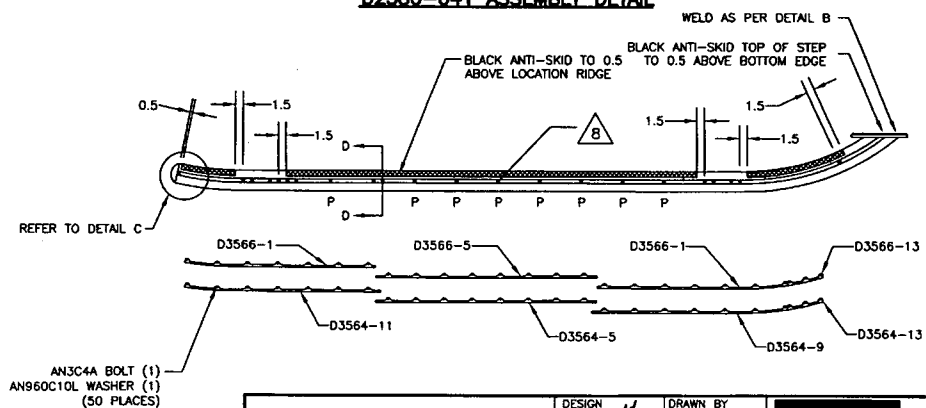 D2580-041 ASSEMBLY DETAIL
WELD AS PER DETAIL B
BLACK ANTI-SKID TO 0.5
ABOVE LOCATION RIDGE
BLACK ANTI-SKID TOP OF STEP
TO 0.5 ABOVE BOTTOM EDGE
0.5
1.5
1.5
D
8
1.5
1.5
1.5
P
D
P P P P P P P
REFER TO DETAIL C
D3566-1
D3566-5
D3566-1
D3566-13
D3564-11
D3564-5
D3564-9
D3564-13
AN3C4A BOLT (1)
AN960C10L WASHER (1)
(50 PLACES)
DESIGN
DRAWN BY